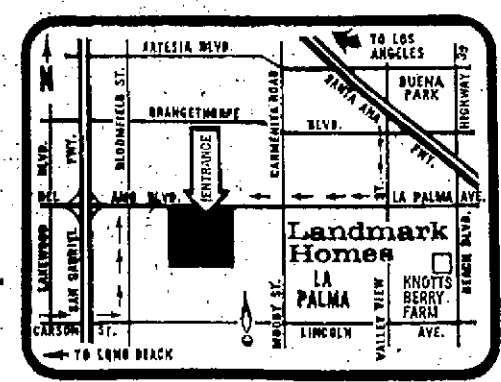 ARTESIA BLVD.
TO LOS
ANGELES
HIGHWAY 39
BUENA
PARK
SANTA ANA
FWY.
BLOOMFIELD ST.
ORANGETHORPE
BLVD.
CARMENITA ROAD
BLVD.
FWY.
ENTRANCE
DEL AMO BLVD.
ST.
LA PALMA AVE.
LAKEWOOD
SAN GABRIEL
Landmark
Homes
LA
PALMA
KNOTTS
BERRY
FARM
BEACH BLVD.
MOODY ST.
VALLEY VIEW
CARSON ST.
LINCOLN AVE.
TO LONG BEACH